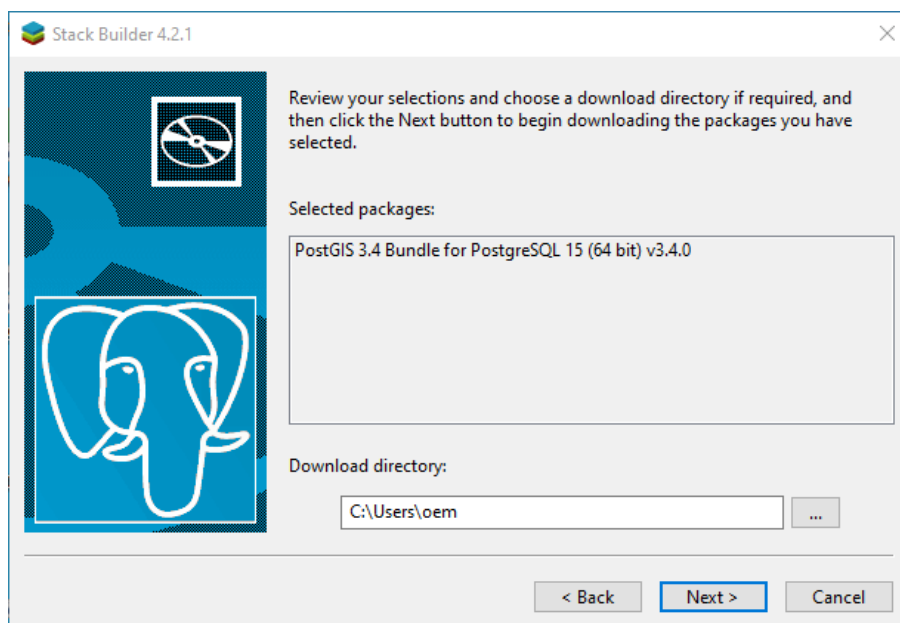 Stack Builder 4.2.1
Review your selections and choose a download directory if required, and
then click the Next button to begin downloading the packages you have
selected.
Selected packages:
PostGIS 3.4 Bundle for PostgreSQL 15 (64 bit) v3.4.0
Download directory:
C:\Users\oem
...
< Back
Next >
Cancel